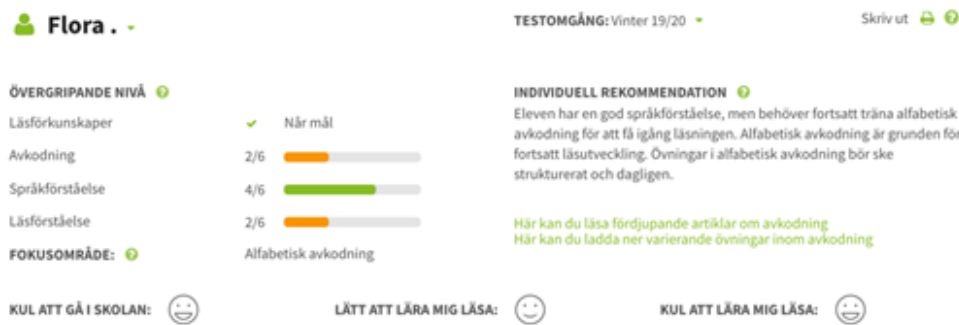 Flora .
TESTOMGÅNG: Vinter 19/20
Skriv ut
ÖVERGRIPANDE NIVÅ
Läsförkunskaper Når mål
Avkodning 2/6
Språkförståelse 4/6
Läsförståelse 2/6
FOKUSOMRÅDE: Alfabetisk avkodning
INDIVIDUELL REKOMMENDATION
Eleven har en god språkförståelse, men behöver fortsatt träna alfabetisk
avkodning för att få igång läsningen. Alfabetisk avkodning är grunden för
fortsatt läsutveckling. Övningar i alfabetisk avkodning bör ske
strukturerat och dagligen.
Här kan du läsa fördjupande artiklar om avkodning
Här kan du ladda ner varierande övningar inom avkodning
KUL ATT GÅ I SKOLAN:
LÄTT ATT LÄRA MIG LÄSA:
KUL ATT LÄRA MIG LÄSA: